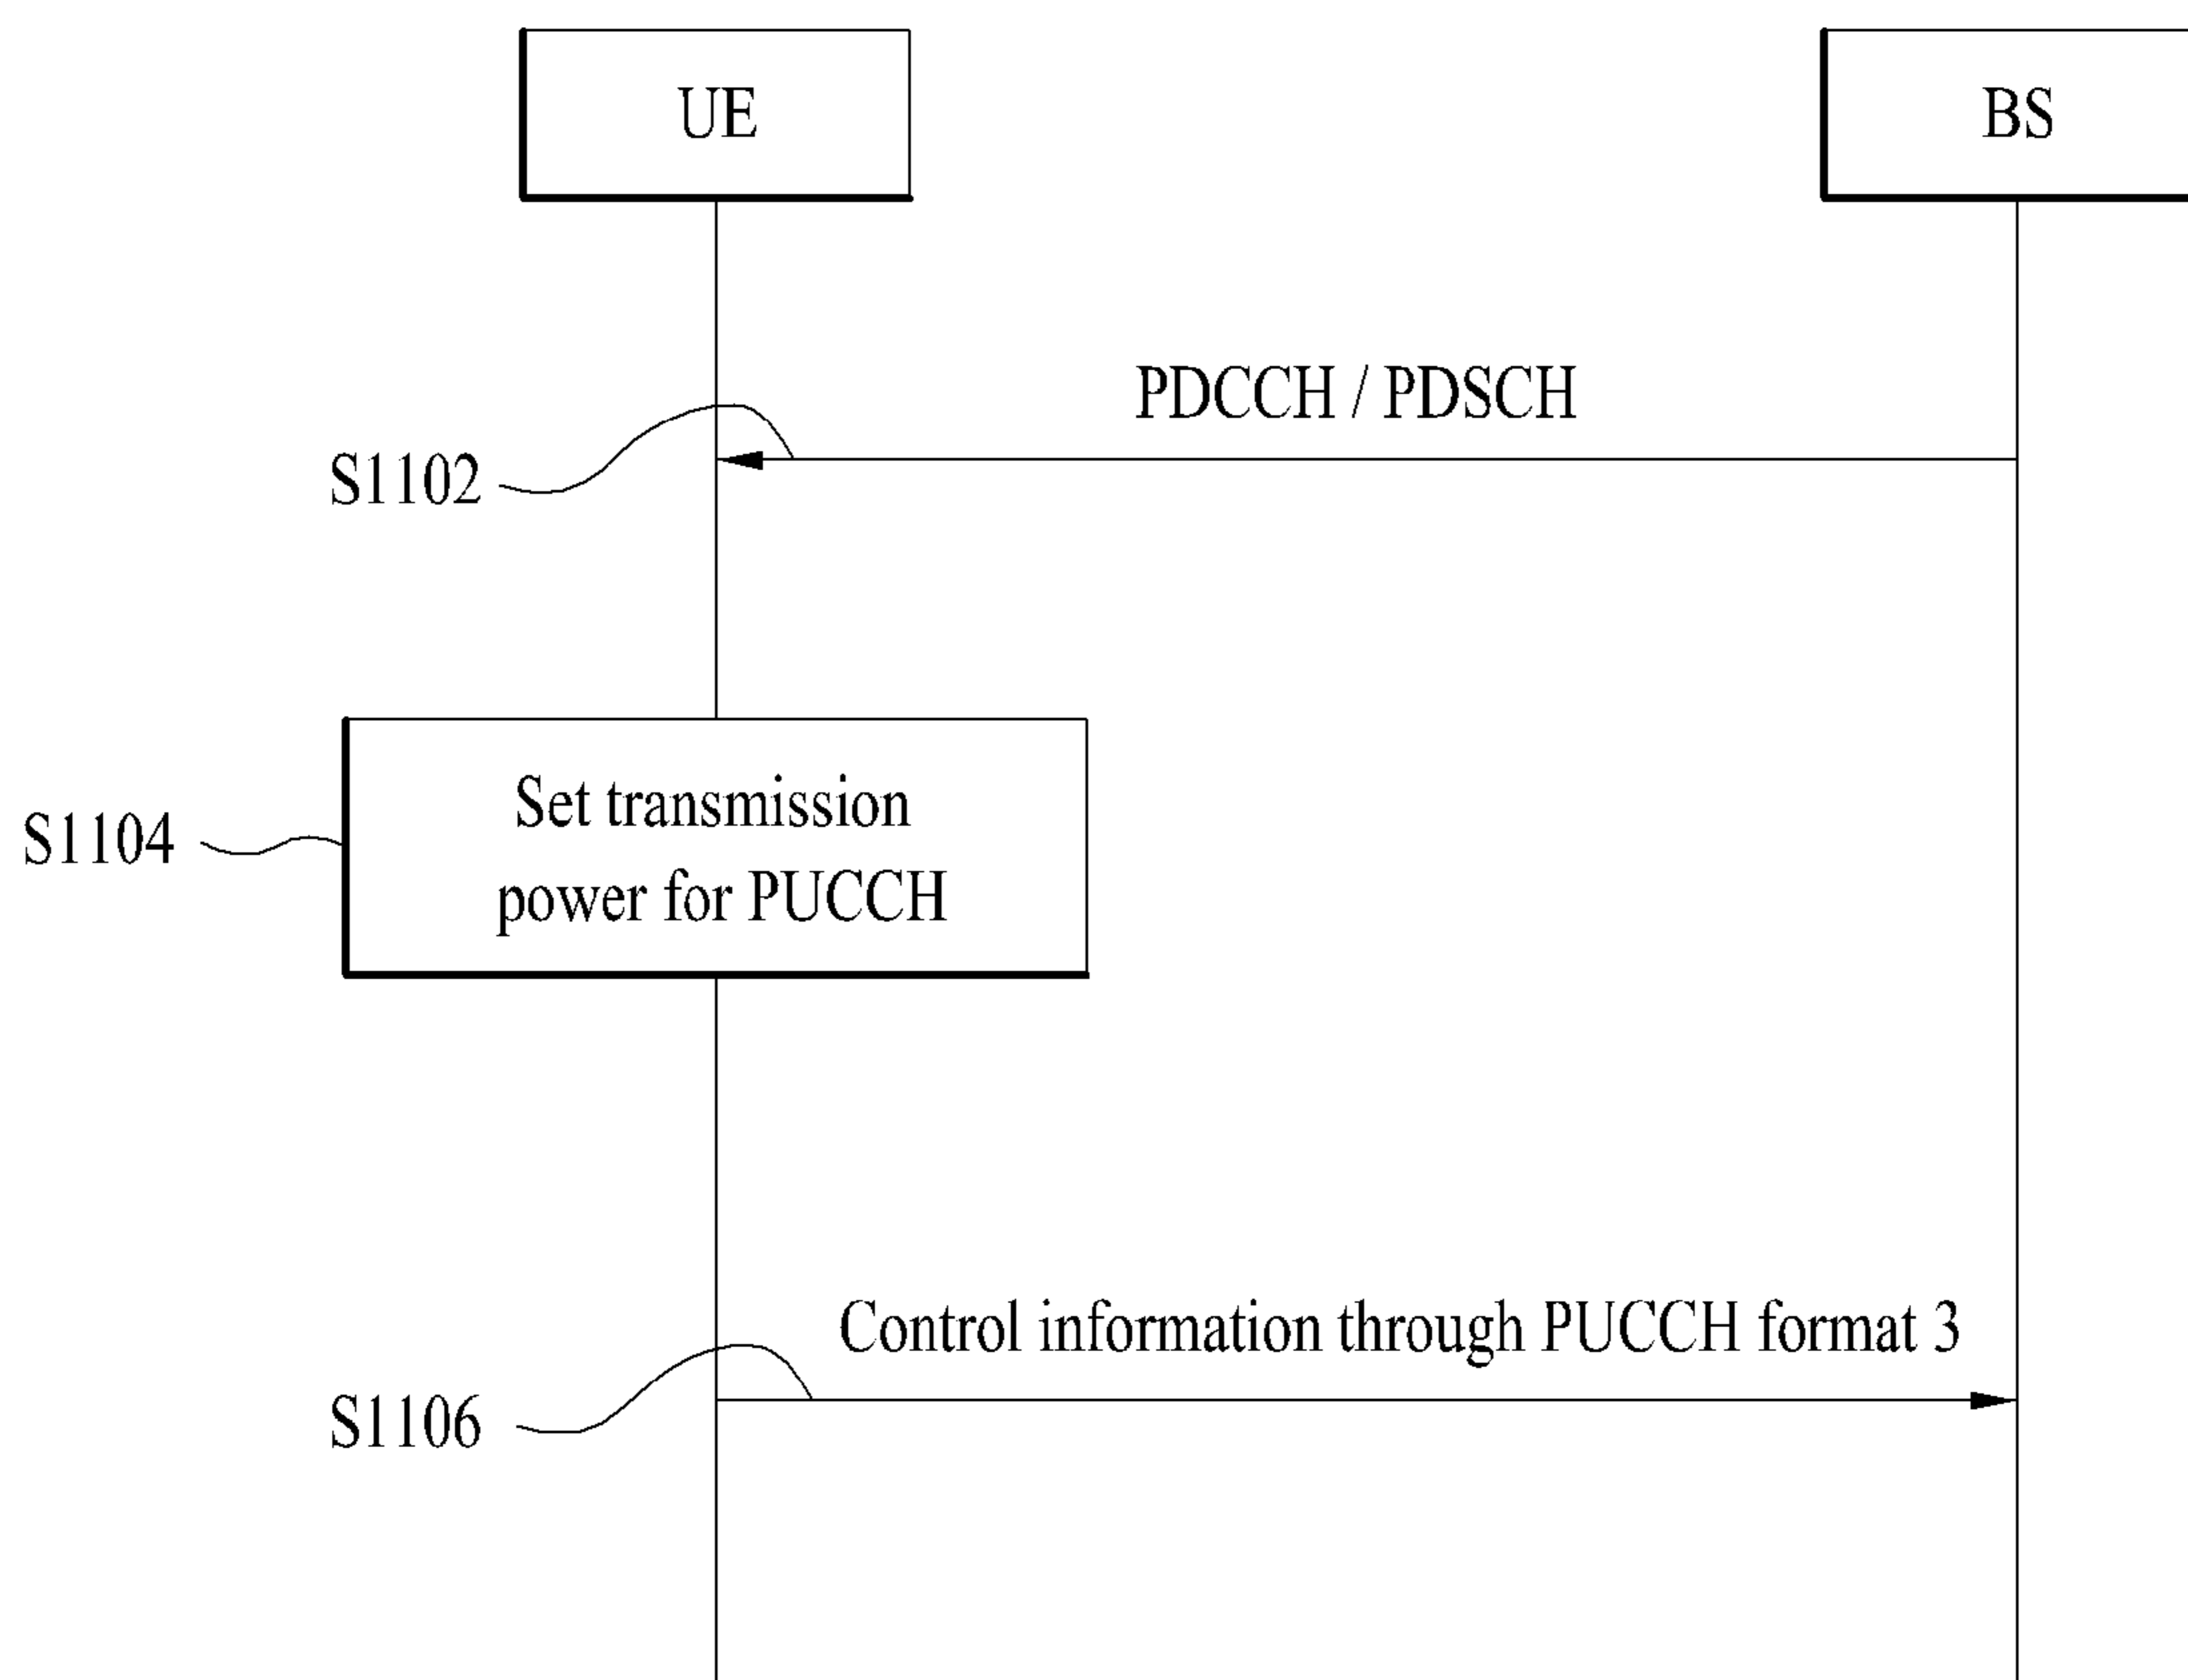 UE
BS
PDCCH / PDSCH
S1102
Set transmission
power for PUCCH
S1104
Control information through PUCCH format 3
S1106